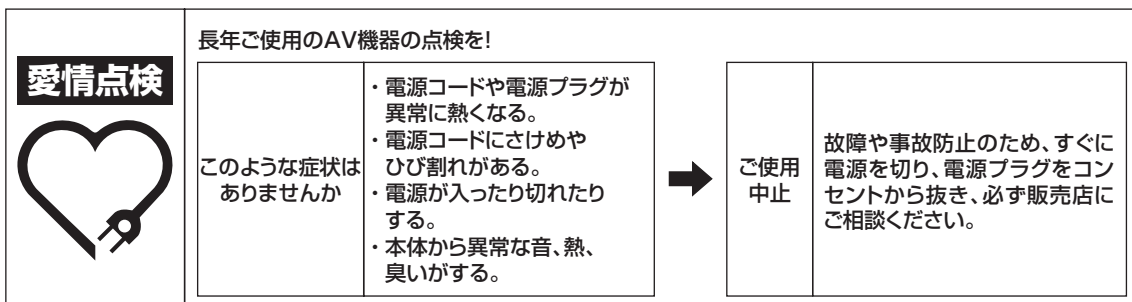 愛情点検
長年ご使用のAV機器の点検を!
このような症状は
ありませんか
・電源コードや電源プラグが
異常に熱くなる。
・電源コードにさけめや
ひび割れがある。
・電源が入ったり切れたり
する。
・本体から異常な音、熱、
臭いがする。
ご使用
中止
故障や事故防止のため、すぐに
電源を切り、電源プラグをコン
セントから抜き、必ず販売店に
ご相談ください。